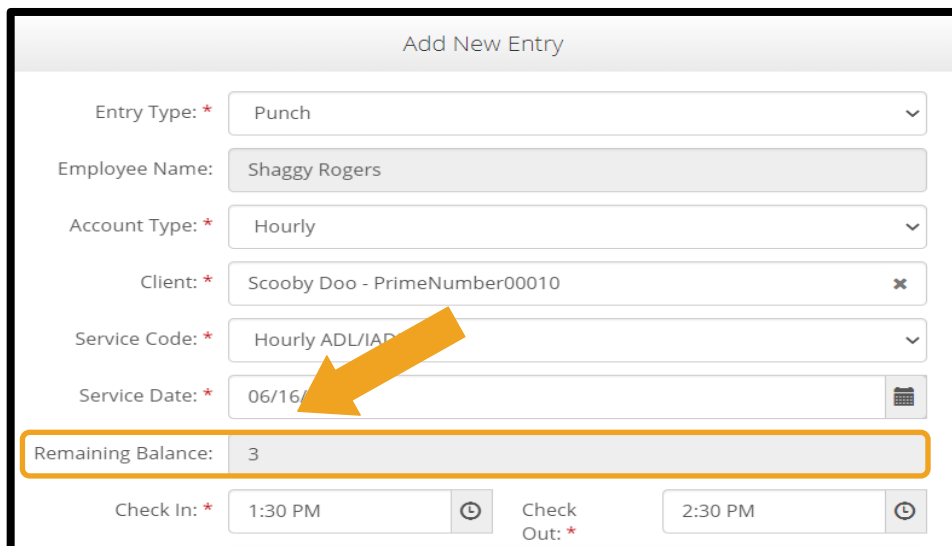 Add New Entry
Entry Type: * Punch
Employee Name: Shaggy Rogers
Account Type: * Hourly
Client: * Scooby Doo - PrimeNumber00010
Service Code: * Hourly ADL/IAD
Service Date: * 06/16/
Remaining Balance: 3
Check In: * 1:30 PM Check Out: * 2:30 PM